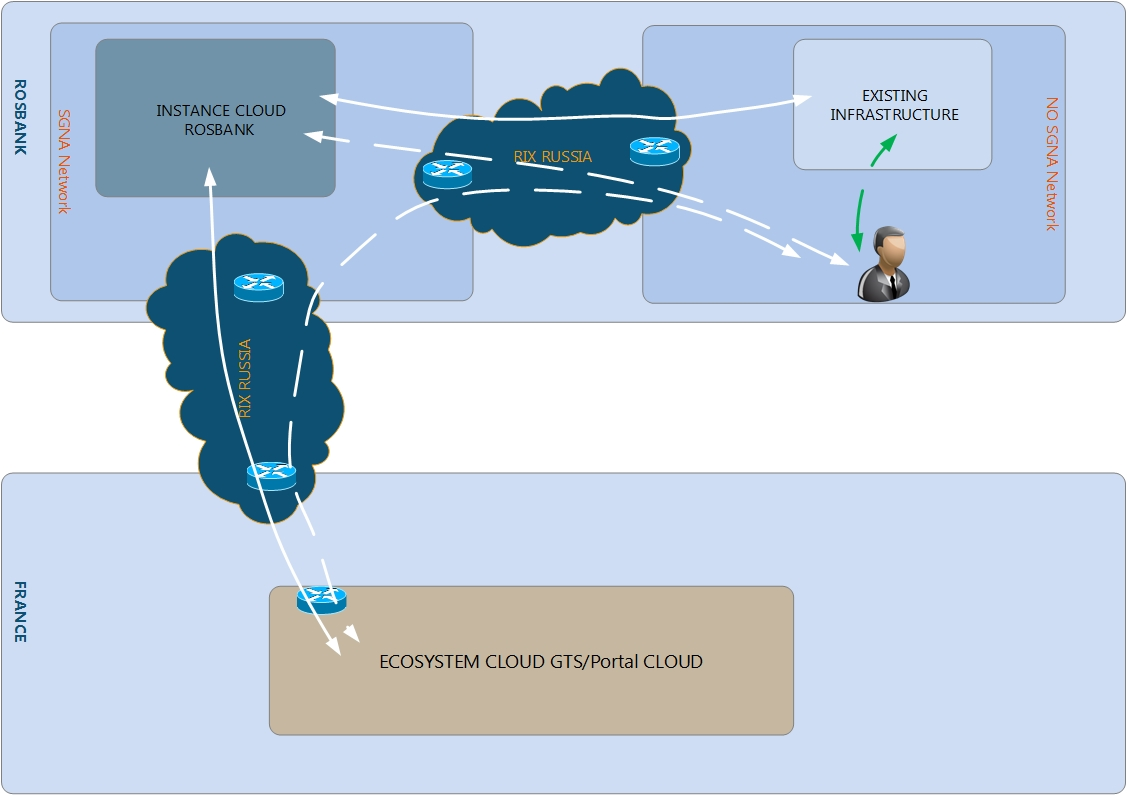 ROSBANK
SGNA Network
INSTANCE CLOUD
ROSBANK
RIX RUSSIA
EXISTING
INFRASTRUCTURE
NO SGNA Network
RIX RUSSIA
FRANCE
ECOSYSTEM CLOUD GTS/Portal CLOUD